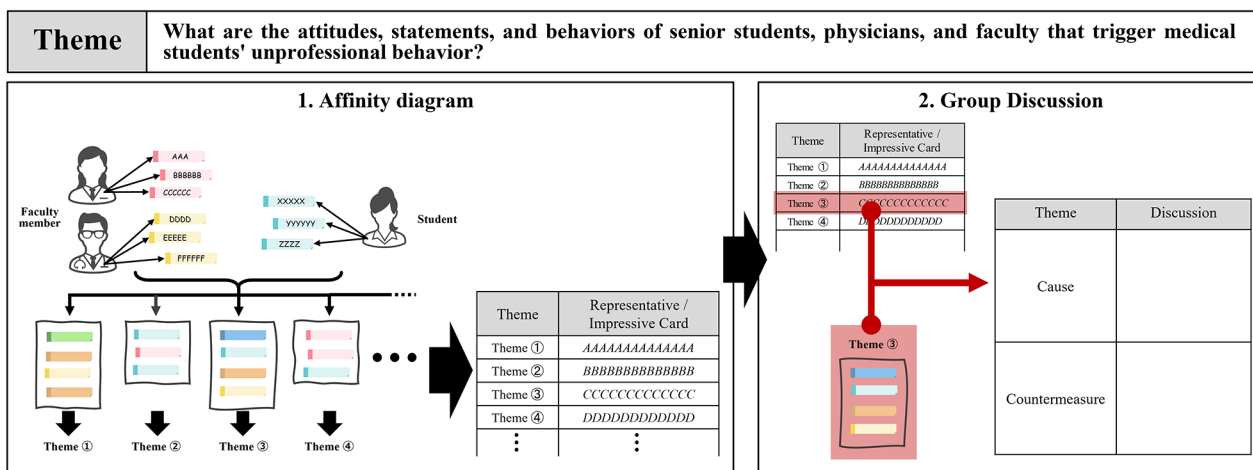 Theme
What are the attitudes, statements, and behaviors of senior students, physicians, and faculty that trigger medical
students' unprofessional behavior?
1. Affinity diagram
AAA
BBBBBB
CCCCCC
Faculty
member
DDDD
EEEEE
FFFFFF
XXXXX
YYYYYY
ZZZZ
Student
Theme ①
Theme ②
Theme ③
Theme ④
Theme
Representative /
Impressive Card
Theme ①
AAAAAAAAAAAAAA
Theme ②
BBBBBBBBBBBBBB
Theme ③
CCCCCCCCCCCCC
Theme ④
DDDDDDDDDDDD
2. Group Discussion
Theme
Representative /
Impressive Card
Theme ①
AAAAAAAAAAAAAA
Theme ②
BBBBBBBBBBBBBB
Theme ③
CCCCCCCCCCCCC
Theme ④
DDDDDDDDDDDD
Theme ③
Theme
Discussion
Cause
Countermeasure